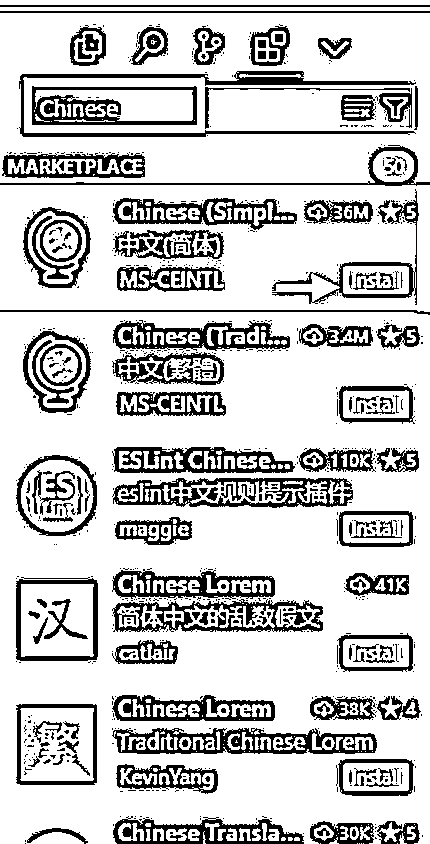 Chinese
MARKETPLACE 50
Chinese (Simpl... 36M 5
中文(简体)
MS-CEINTL Install
Chinese (Tradi... 3.4M 5
中文(繁體)
MS-CEINTL Install
ES
Lint
ESLint Chinese... 110K 5
eslint中文规则提示插件
maggie Install
汉
Chinese Lorem 41K
简体中文的乱数假文
catlair Install
繁
Chinese Lorem 38K 4
Traditional Chinese Lorem
KevinYang Install
Chinese Transla... 30K 5